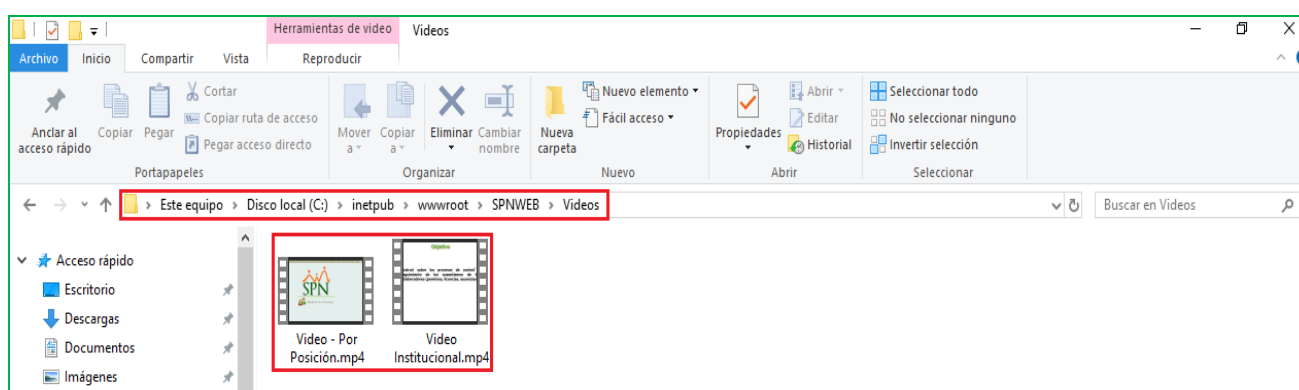 Herramientas de video Videos
Archivo Inicio Compartir Vista Reproducir
Anclar al acceso rápido
Copiar
Pegar
Cortar
Copiar ruta de acceso
Pegar acceso directo
Portapapeles
Mover a
Copiar a
Eliminar
Cambiar nombre
Organizar
Nueva carpeta
Nuevo elemento
Fácil acceso
Nuevo
Propiedades
Abrir
Editar
Historial
Abrir
Seleccionar todo
No seleccionar ninguno
Invertir selección
Seleccionar
Este equipo > Disco local (C:) > inetpub > wwwroot > SPNWEB > Videos
Buscar en Videos
Acceso rápido
Escritorio
Descargas
Documentos
Imágenes
SPN
Objetivo
Video - Por
Posición.mp4
Video
Institucional.mp4